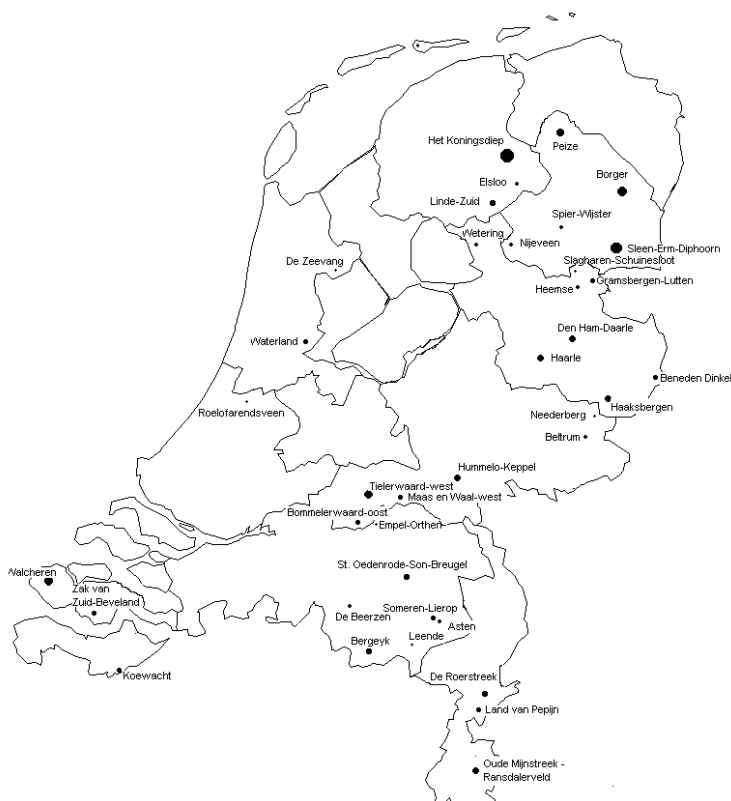 Het Koningsdiep
Peize
Elsloo
Borger
Linde-Zuid
Spier-Wijster
Wetering
Nijeveen
Sleen-Erm-Diphoorn
De Zeevang
Slagharen-Schuinesloot
Gramsbergen-Lutten
Heemse
Den Ham-Daarle
Waterland
Haarle
Beneden Dinkel
Roelofarendsveen
Haaksbergen
Neederberg
Beltrum
Hummelo-Keppel
Tielerwaard-west
Maas en Waal-west
Bommelerwaard-oost
Empel-Orthen
St. Oedenrode-Son-Breugel
Walcheren
Zak van
Zuid-Beveland
De Beerzen
Someren-Lierop
Asten
Leende
Bergeyk
Koewacht
De Roerstreek
Land van Pepijn
Oude Mijnstreek -
Ransdalerveld